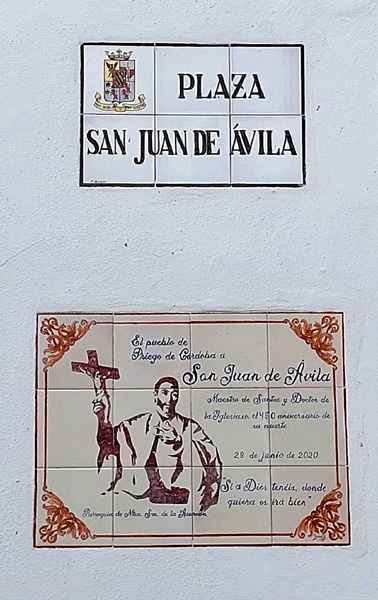 PLAZA
SAN JUAN DE ÁVILA
El pueblo de
Priego de Córdoba a
San Juan de Ávila
Maestro de Santos y Doctor de
la Iglesia en el 450 aniversario de
su muerte.
28 de junio de 2020
"Si a Dios tenéis, donde
quiera os irá bien"
Parroquia de Ntra. Sra. de la Asunción